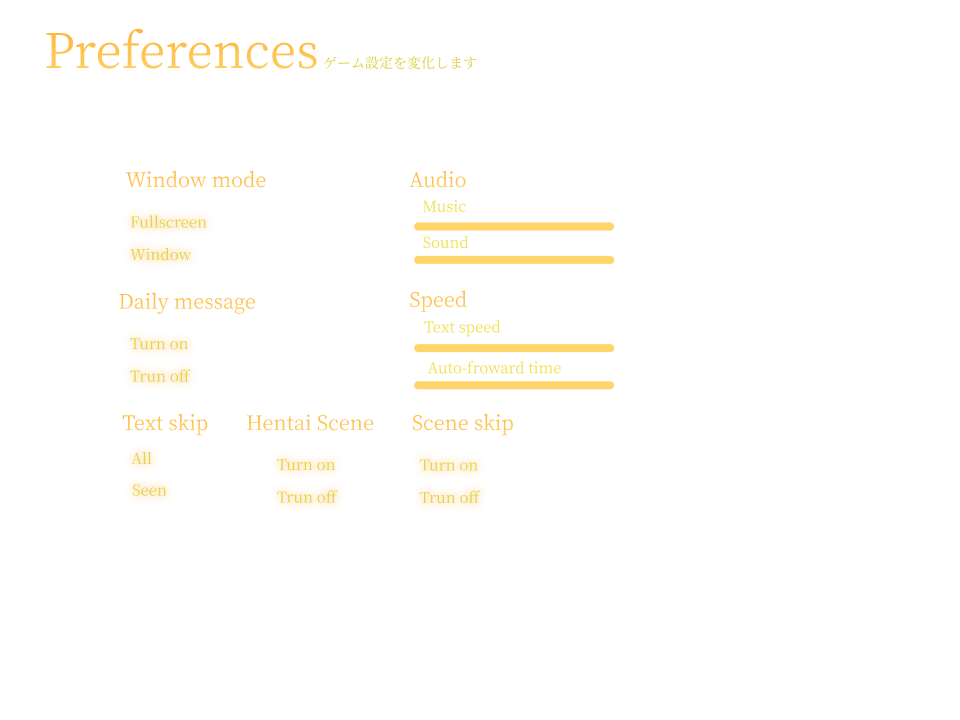 Preferences ゲーム設定を変化します
Window mode
Fullscreen
Window
Audio
Music
Sound
Daily message
Turn on
Trun off
Speed
Text speed
Auto-froward time
Text skip
All
Seen
Hentai Scene
Turn on
Trun off
Scene skip
Turn on
Trun off